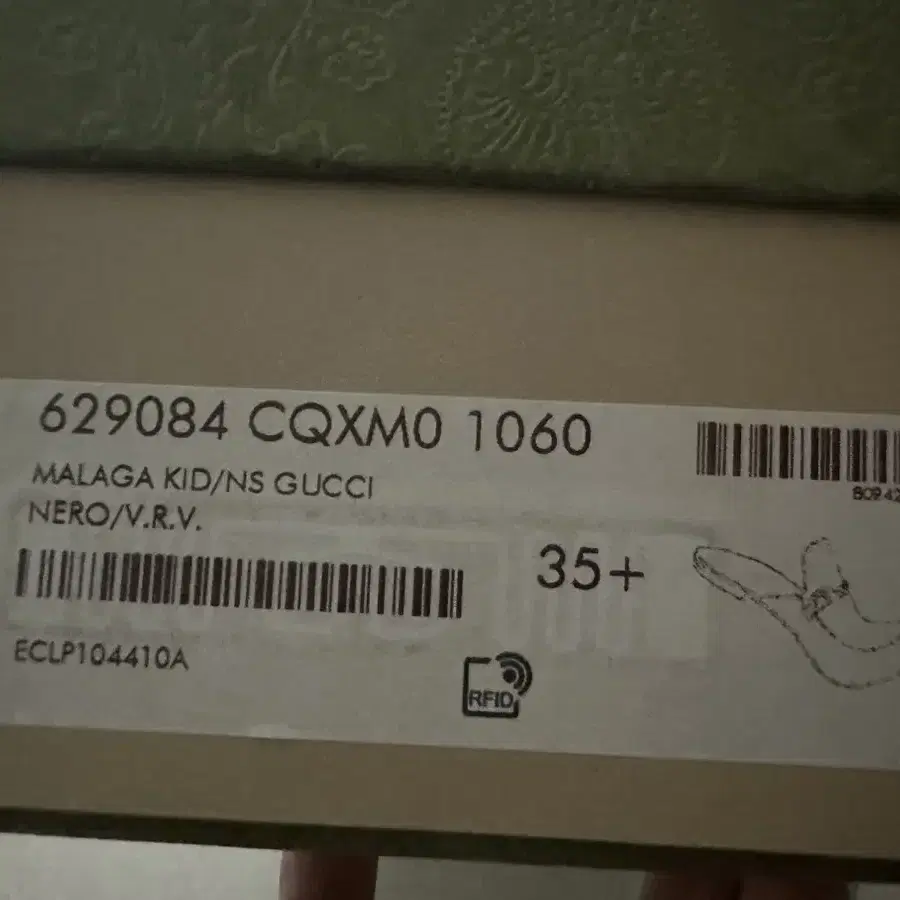 629084 CQXM0 1060
MALAGA KID/NS GUCCI
NERO/V.R.V.
35+
ECLP104410A
RFID